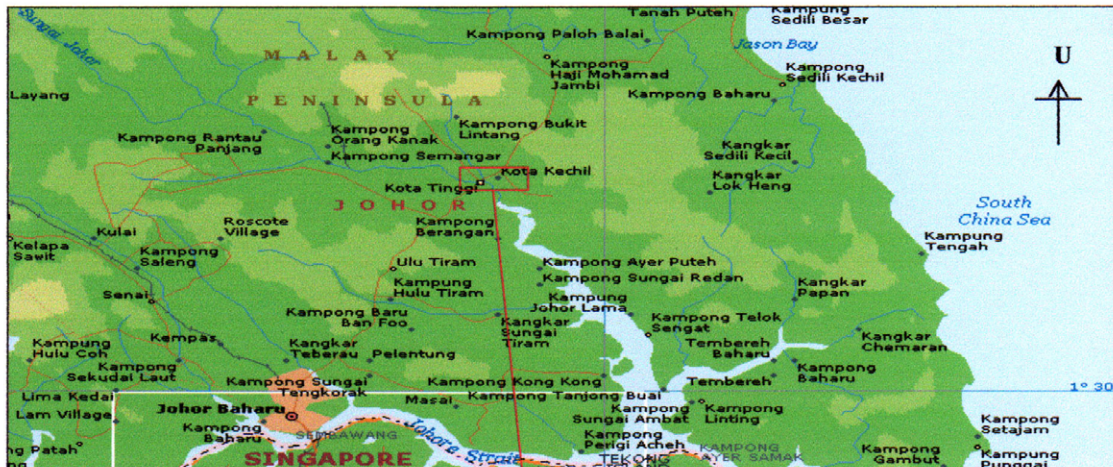 Tanah Puteh
Kampung
Sedili Besar
Sungai Johor
Kampong Paloh Balai
Jason Bay
U
MALAY
Kampong
Haji Mohamad
Jambi
Kampong
Sedili Kechil
Layang
Kampong Baharu
PENINSULA
Kampong Rantau
Panjang
Kampong
Orang Kanak
Kampong Bukit
Lintang
Kampong Semangar
Kangkar
Sedili Kecil
Kota Kechil
Kota Tinggi
Kangkar
Lok Heng
JOHOR
South
China Sea
Roscote
Village
Kampong
Berangan
Kulai
Kelapa
Sawit
Kampong
Saleng
Kampung
Tengah
Ulu Tiram
Kampong Ayer Puteh
Kampong Sungai Redan
Senai
Kampung
Hulu Tiram
Kampung
Johor Lama
Kangkar
Papan
Kampong Baru
Ban Foo
Kangkar
Sungai
Tiram
Kampong Telok
Sengat
Kempas
Kangkar
Chemaran
Kampung
Hulu Coh
Kangkar
Teberau
Pelentung
Tembereh
Baharu
Kampong
Sekudai Laut
Kampong Sungai
Tengkorak
Kampong Kong Kong
Tembereh
Kampong
Baharu
1° 30
Lima Kedai
Masai
Kampong Tanjong Buai
Lam Village
Johor Baharu
Kampong
Sungai Ambat
Kampong
Linting
Kampong
Baharu
SEMBAWANG
Johore Strait
Kampong
Setajam
ng Patah
Kampong
Perigi Acheh
KAMPONG
AYER SAMAK
SINGAPORE
TEKONG
Kampong
Gambut
Kampung